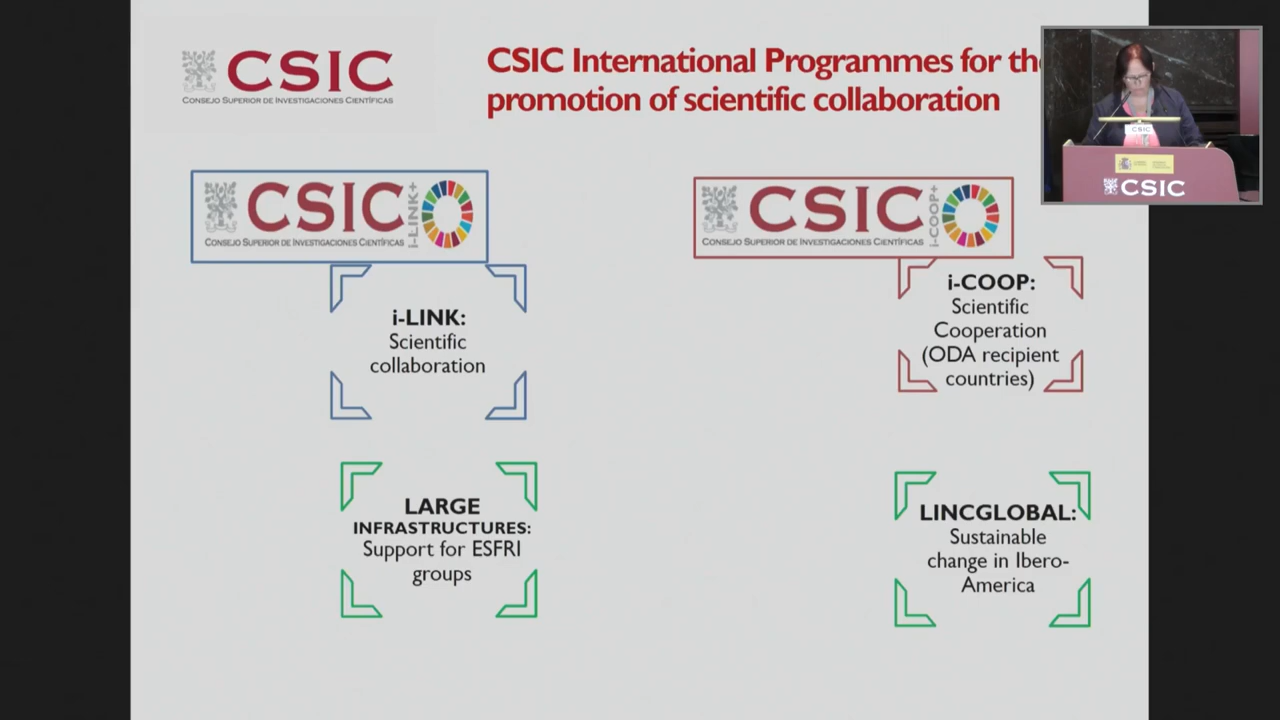 CSIC
CONSEJO SUPERIOR DE INVESTIGACIONES CIENTÍFICAS
CSIC International Programmes for the
promotion of scientific collaboration
CSIC
CSIC
CSIC
i-LINK+
CONSEJO SUPERIOR DE INVESTIGACIONES CIENTÍFICAS
CSIC
i-COOP+
CONSEJO SUPERIOR DE INVESTIGACIONES CIENTÍFICAS
i-LINK:
Scientific
collaboration
i-COOP:
Scientific
Cooperation
(ODA recipient
countries)
LARGE
INFRASTRUCTURES:
Support for ESFRI
groups
LINCGLOBAL:
Sustainable
change in Ibero-
America